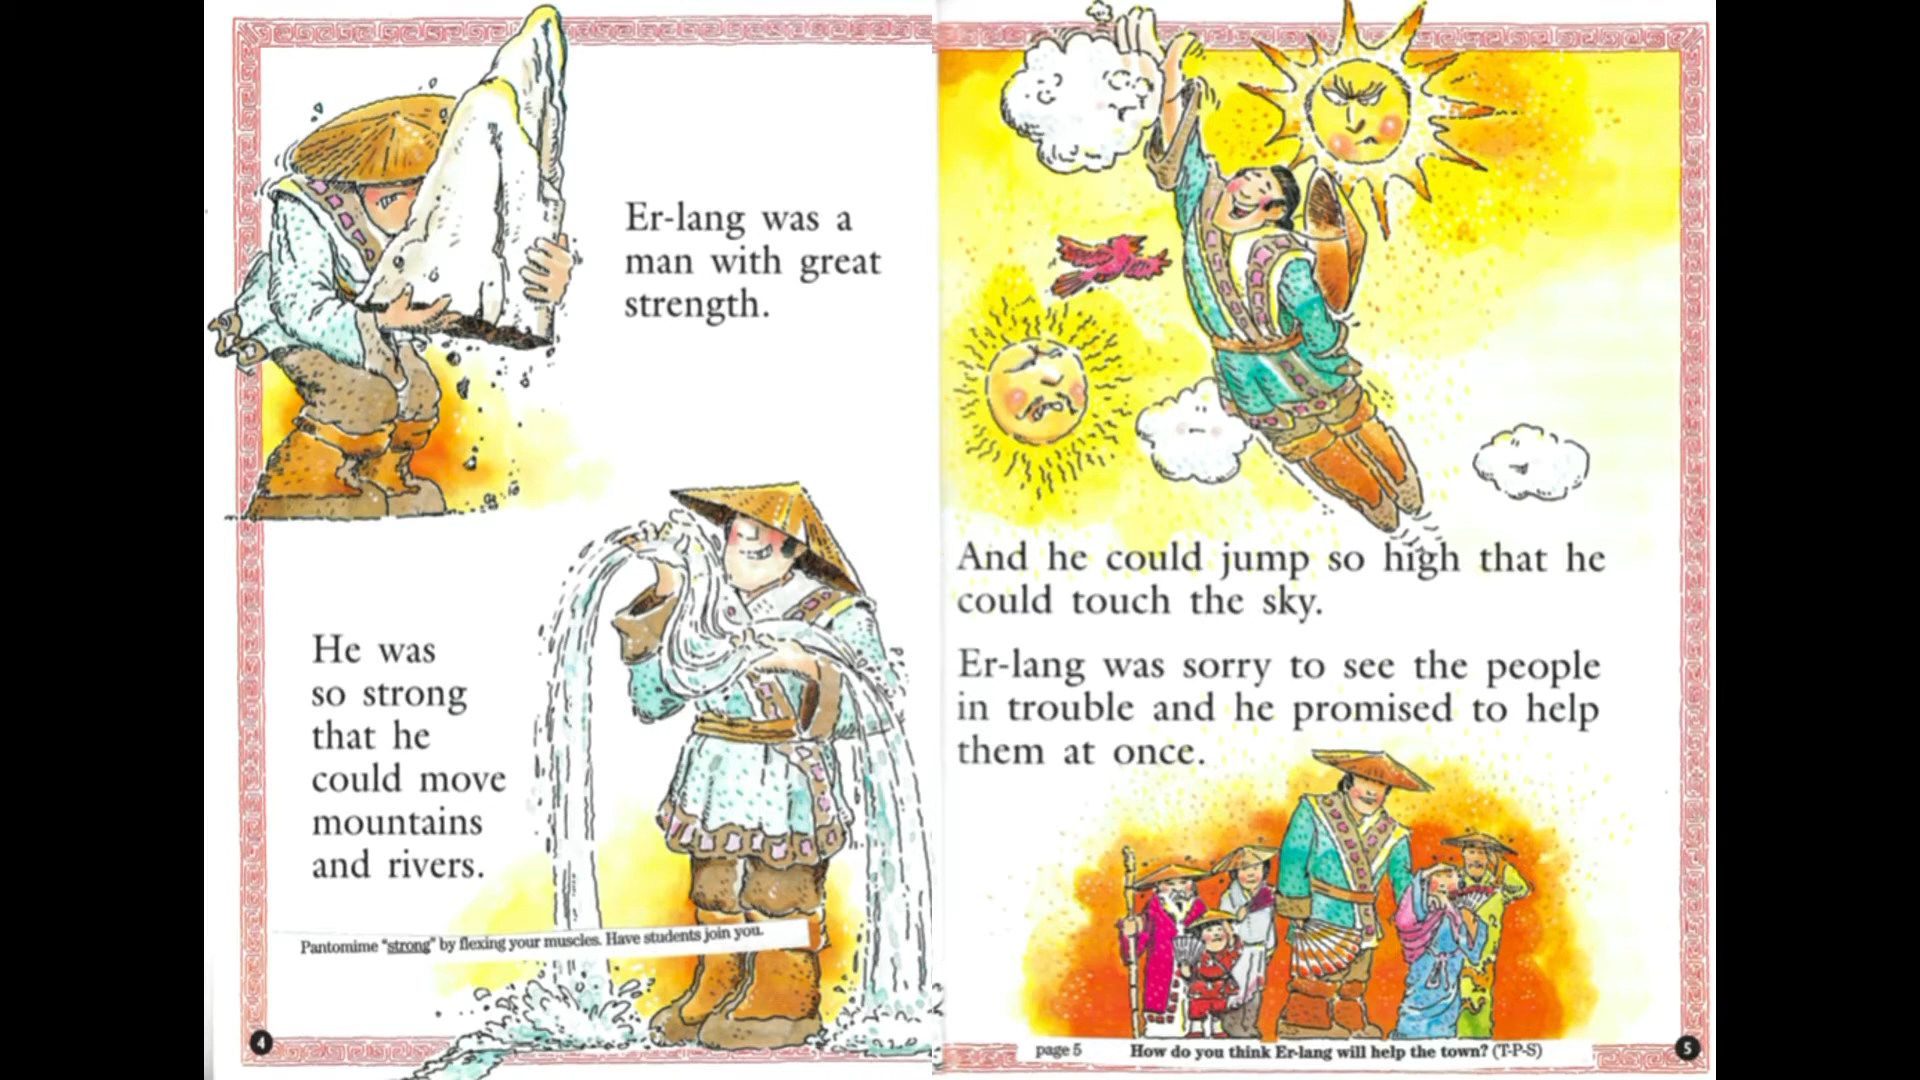 Er-lang was a
man with great
strength.
He was
so strong
that he
could move
mountains
and rivers.
Pantomime “strong” by flexing your muscles. Have students join you.
4
And he could jump so high that he
could touch the sky.
Er-lang was sorry to see the people
in trouble and he promised to help
them at once.
page 5 How do you think Er-lang will help the town? (T-P-S)
5